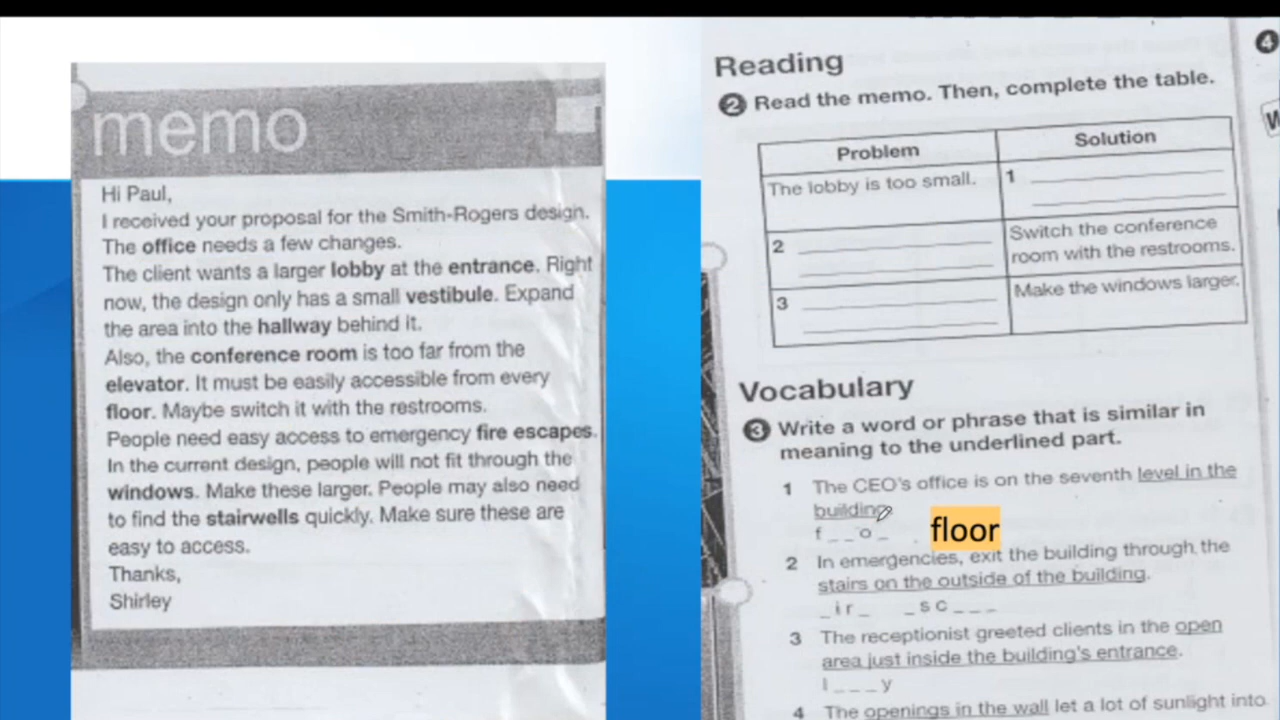 memo
Hi Paul,
I received your proposal for the Smith-Rogers design.
The office needs a few changes.
The client wants a larger lobby at the entrance. Right
now, the design only has a small vestibule. Expand
the area into the hallway behind it.
Also, the conference room is too far from the
elevator. It must be easily accessible from every
floor. Maybe switch it with the restrooms.
People need easy access to emergency fire escapes.
In the current design, people will not fit through the
windows. Make these larger. People may also need
to find the stairwells quickly. Make sure these are
easy to access.
Thanks,
Shirley
Reading
2 Read the memo. Then, complete the table.
Problem
Solution
The lobby is too small.
1 ____
2 ____
Switch the conference
room with the restrooms.
3 ____
Make the windows larger.
Vocabulary
3 Write a word or phrase that is similar in
meaning to the underlined part.
1 The CEO's office is on the seventh level in the
building.
f _ _ o _
floor
2 In emergencies, exit the building through the
stairs on the outside of the building.
_ i r _ _ s c _ _ _
3 The receptionist greeted clients in the open
area just inside the building's entrance.
l _ _ _ y
4 The openings in the wall let a lot of sunlight into
4